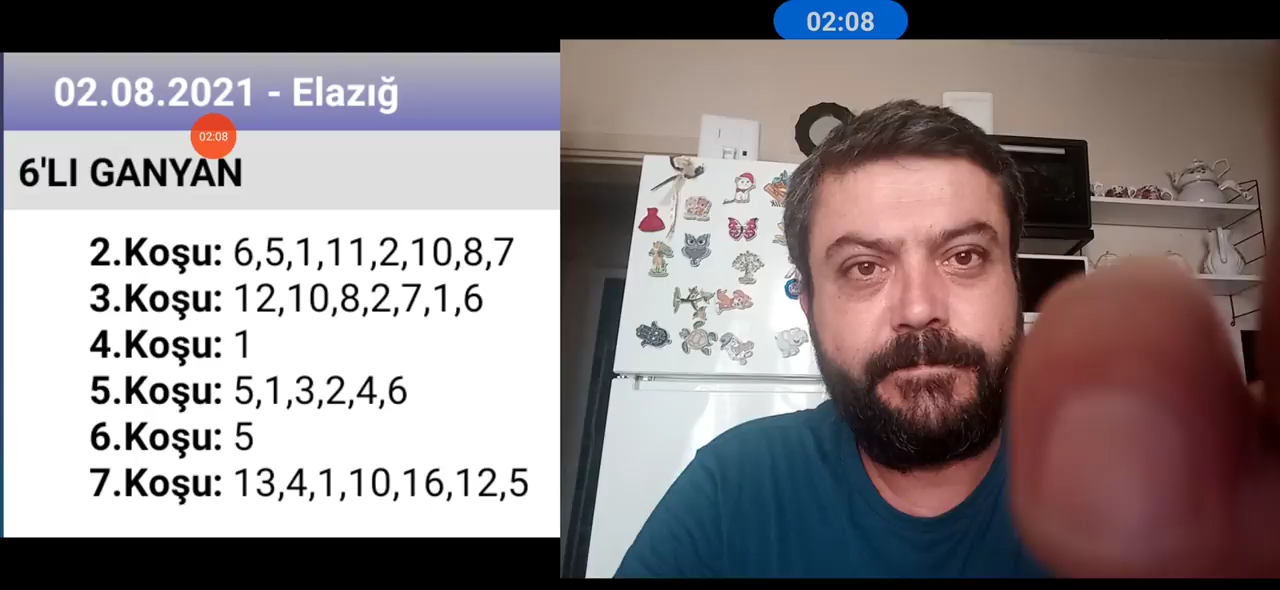 02:08
02.08.2021 - Elazığ
02:08
6'LI GANYAN
2.Koşu: 6,5,1,11,2,10,8,7
3.Koşu: 12,10,8,2,7,1,6
4.Koşu: 1
5.Koşu: 5,1,3,2,4,6
6.Koşu: 5
7.Koşu: 13,4,1,10,16,12,5